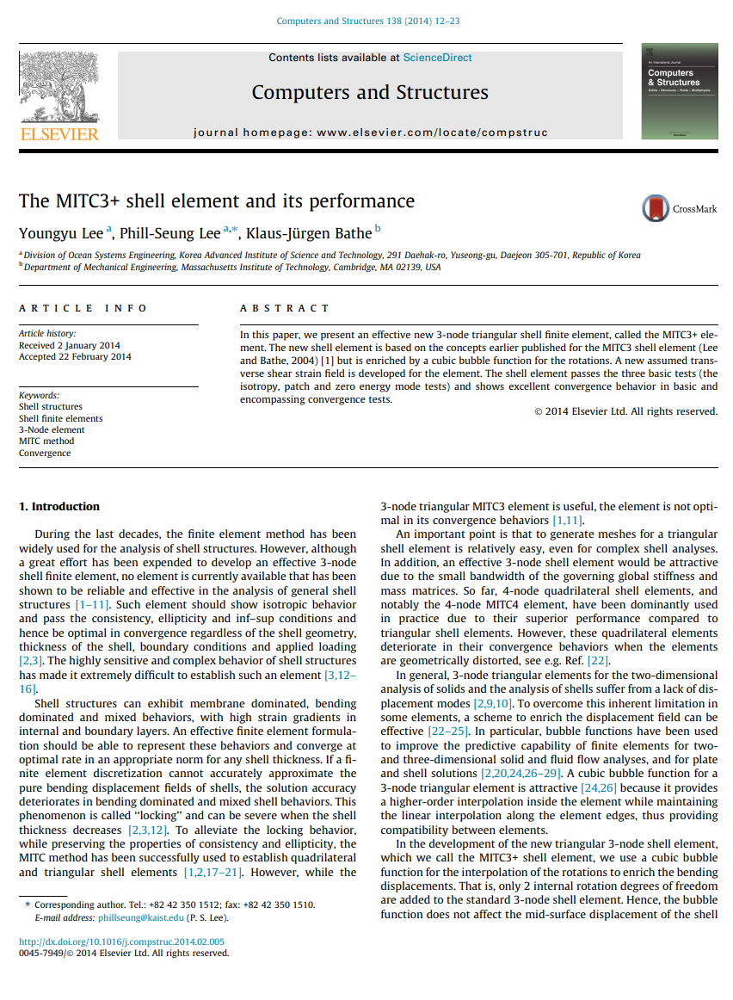 Computers and Structures 138 (2014) 12–23
Contents lists available at ScienceDirect
Computers and Structures
journal homepage: www.elsevier.com/locate/compstruc
ELSEVIER
An International Journal
Computers
& Structures
Solids • Structures • Fluids • Multiphysics
The MITC3+ shell element and its performance
CrossMark
Youngyu Lee a, Phill-Seung Lee a,*, Klaus-Jürgen Bathe b
a Division of Ocean Systems Engineering, Korea Advanced Institute of Science and Technology, 291 Daehak-ro, Yuseong-gu, Daejeon 305-701, Republic of Korea
b Department of Mechanical Engineering, Massachusetts Institute of Technology, Cambridge, MA 02139, USA
ARTICLE INFO
Article history:
Received 2 January 2014
Accepted 22 February 2014
Keywords:
Shell structures
Shell finite elements
3-Node element
MITC method
Convergence
ABSTRACT
In this paper, we present an effective new 3-node triangular shell finite element, called the MITC3+ ele-
ment. The new shell element is based on the concepts earlier published for the MITC3 shell element (Lee
and Bathe, 2004) [1] but is enriched by a cubic bubble function for the rotations. A new assumed trans-
verse shear strain field is developed for the element. The shell element passes the three basic tests (the
isotropy, patch and zero energy mode tests) and shows excellent convergence behavior in basic and
encompassing convergence tests.
© 2014 Elsevier Ltd. All rights reserved.
1. Introduction
During the last decades, the finite element method has been
widely used for the analysis of shell structures. However, although
a great effort has been expended to develop an effective 3-node
shell finite element, no element is currently available that has been
shown to be reliable and effective in the analysis of general shell
structures [1–11]. Such element should show isotropic behavior
and pass the consistency, ellipticity and inf–sup conditions and
hence be optimal in convergence regardless of the shell geometry,
thickness of the shell, boundary conditions and applied loading
[2,3]. The highly sensitive and complex behavior of shell structures
has made it extremely difficult to establish such an element [3,12–
16].
Shell structures can exhibit membrane dominated, bending
dominated and mixed behaviors, with high strain gradients in
internal and boundary layers. An effective finite element formula-
tion should be able to represent these behaviors and converge at
optimal rate in an appropriate norm for any shell thickness. If a fi-
nite element discretization cannot accurately approximate the
pure bending displacement fields of shells, the solution accuracy
deteriorates in bending dominated and mixed shell behaviors. This
phenomenon is called ‘‘locking’’ and can be severe when the shell
thickness decreases [2,3,12]. To alleviate the locking behavior,
while preserving the properties of consistency and ellipticity, the
MITC method has been successfully used to establish quadrilateral
and triangular shell elements [1,2,17–21]. However, while the
3-node triangular MITC3 element is useful, the element is not opti-
mal in its convergence behaviors [1,11].
An important point is that to generate meshes for a triangular
shell element is relatively easy, even for complex shell analyses.
In addition, an effective 3-node shell element would be attractive
due to the small bandwidth of the governing global stiffness and
mass matrices. So far, 4-node quadrilateral shell elements, and
notably the 4-node MITC4 element, have been dominantly used
in practice due to their superior performance compared to
triangular shell elements. However, these quadrilateral elements
deteriorate in their convergence behaviors when the elements
are geometrically distorted, see e.g. Ref. [22].
In general, 3-node triangular elements for the two-dimensional
analysis of solids and the analysis of shells suffer from a lack of dis-
placement modes [2,9,10]. To overcome this inherent limitation in
some elements, a scheme to enrich the displacement field can be
effective [22–25]. In particular, bubble functions have been used
to improve the predictive capability of finite elements for two-
and three-dimensional solid and fluid flow analyses, and for plate
and shell solutions [2,20,24,26–29]. A cubic bubble function for a
3-node triangular element is attractive [24,26] because it provides
a higher-order interpolation inside the element while maintaining
the linear interpolation along the element edges, thus providing
compatibility between elements.
In the development of the new triangular 3-node shell element,
which we call the MITC3+ shell element, we use a cubic bubble
function for the interpolation of the rotations to enrich the bending
displacements. That is, only 2 internal rotation degrees of freedom
are added to the standard 3-node shell element. Hence, the bubble
function does not affect the mid-surface displacement of the shell
* Corresponding author. Tel.: +82 42 350 1512; fax: +82 42 350 1510.
E-mail address: phillseung@kaist.edu (P. S. Lee).
http://dx.doi.org/10.1016/j.compstruc.2014.02.005
0045-7949/© 2014 Elsevier Ltd. All rights reserved.